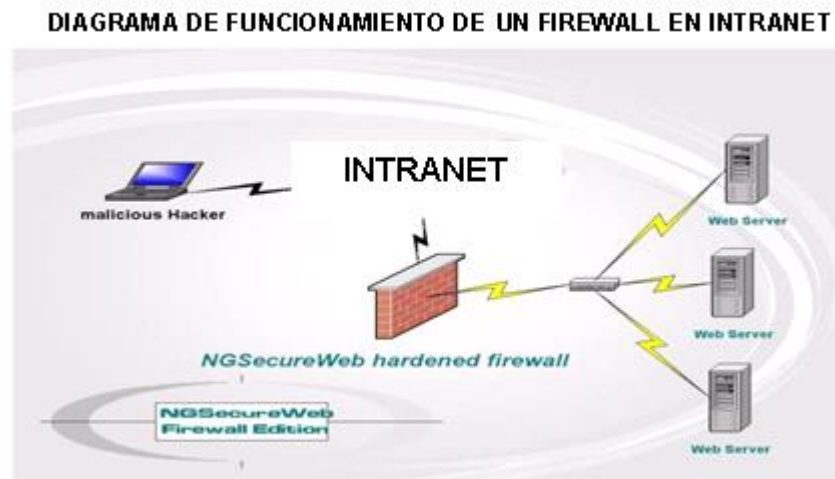 DIAGRAMA DE FUNCIONAMIENTO DE UN FIREWALL EN INTRANET
INTRANET
malicious Hacker
Web Server
Web Server
NGSecureWeb hardened firewall
NGSecureWeb
Firewall Edition
Web Server